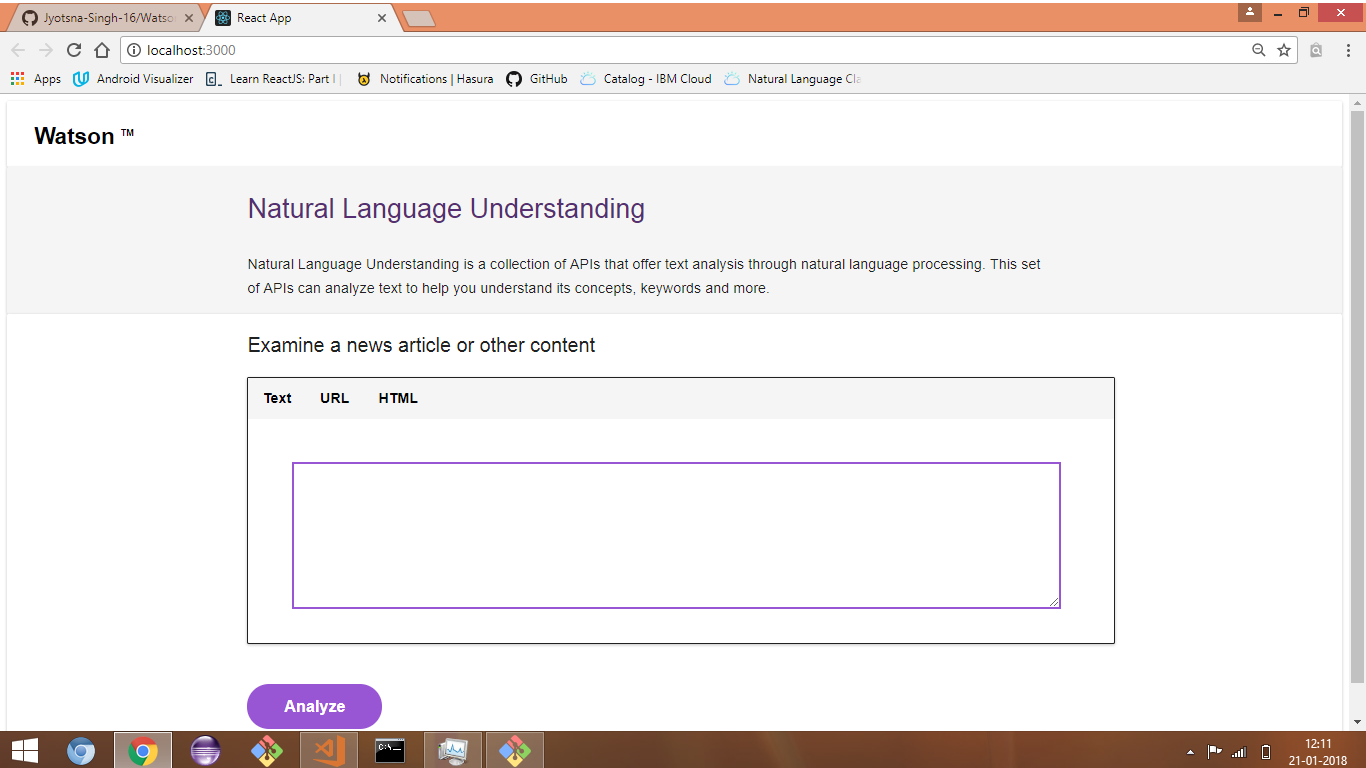 Jyotsna-Singh-16/Watso
React App
localhost:3000
Apps
Android Visualizer
Learn ReactJS: Part I
Notifications | Hasura
GitHub
Catalog - IBM Cloud
Natural Language Cla
Watson ™
Natural Language Understanding
Natural Language Understanding is a collection of APIs that offer text analysis through natural language processing. This set
of APIs can analyze text to help you understand its concepts, keywords and more.
Examine a news article or other content
Text URL HTML
Analyze
C:\_
12:11
21-01-2018